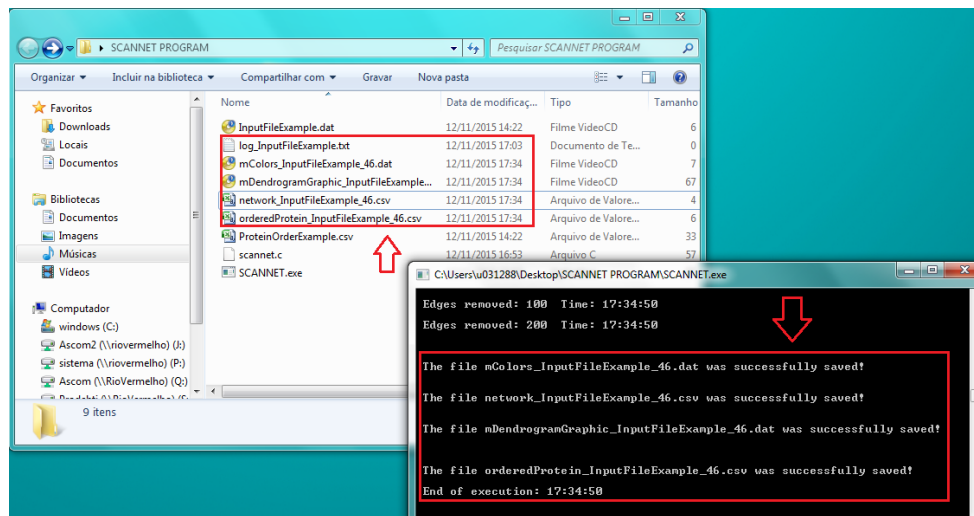 SCANNET PROGRAM
Pesquisar SCANNET PROGRAM
Organizar Incluir na biblioteca Compartilhar com Gravar Nova pasta
Favoritos
Downloads
Locais
Documentos
Bibliotecas
Documentos
Imagens
Músicas
Vídeos
Computador
windows (C:)
Ascom2 (\\riovermelho) (J:)
sistema (\\riovermelho) (P:)
Ascom (\\RioVermelho) (Q:)
Nome Data de modificaç... Tipo Tamanho
InputFileExample.dat 12/11/2015 14:22 Filme VideoCD 6
log_InputFileExample.txt 12/11/2015 17:03 Documento de Te... 0
mColors_InputFileExample_46.dat 12/11/2015 17:34 Filme VideoCD 7
mDendrogramGraphic_InputFileExample... 12/11/2015 17:34 Filme VideoCD 67
network_InputFileExample_46.csv 12/11/2015 17:34 Arquivo de Valore... 4
orderedProtein_InputFileExample_46.csv 12/11/2015 17:34 Arquivo de Valore... 6
ProteinOrderExample.csv 12/11/2015 14:22 Arquivo de Valore... 33
scannet.c 12/11/2015 16:53 Arquivo C 57
SCANNET.exe
9 itens
C:\Users\u031288\Desktop\SCANNET PROGRAM\SCANNET.exe
Edges removed: 100 Time: 17:34:50
Edges removed: 200 Time: 17:34:50
The file mColors_InputFileExample_46.dat was successfully saved!
The file network_InputFileExample_46.csv was successfully saved!
The file mDendrogramGraphic_InputFileExample_46.dat was successfully saved!
The file orderedProtein_InputFileExample_46.csv was successfully saved!
End of execution: 17:34:50